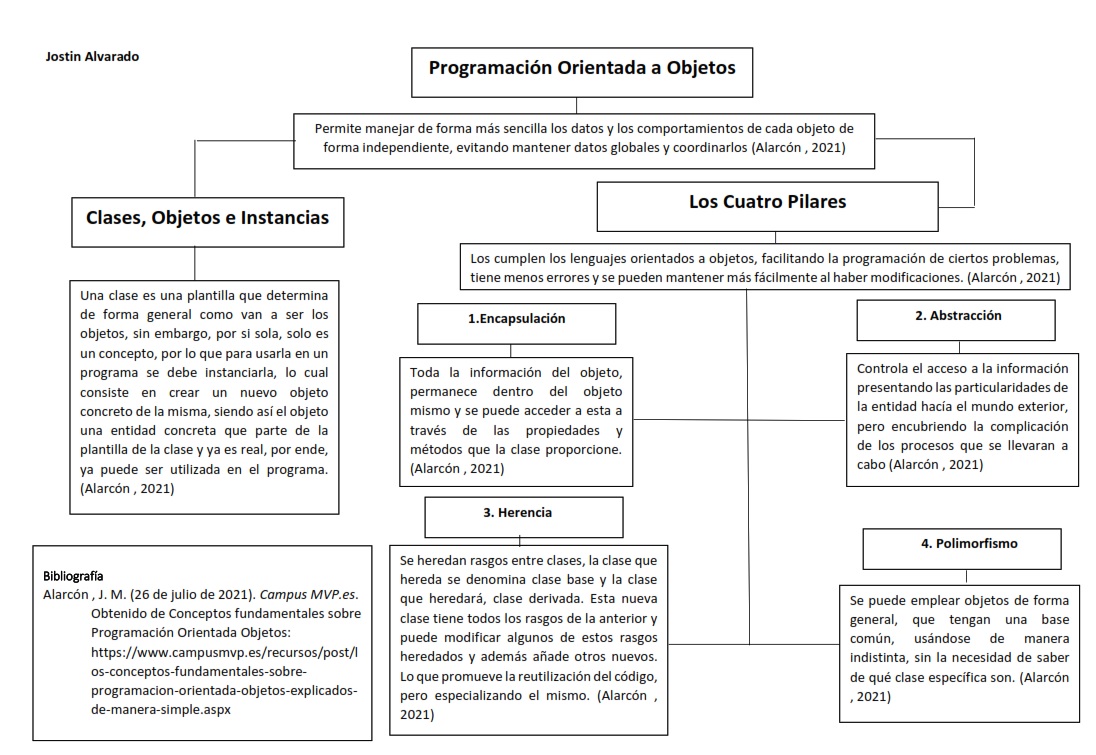 Jostin Alvarado
Programación Orientada a Objetos
Permite manejar de forma más sencilla los datos y los comportamientos de cada objeto de
forma independiente, evitando mantener datos globales y coordinarlos (Alarcón , 2021)
Clases, Objetos e Instancias
Una clase es una plantilla que determina
de forma general como van a ser los
objetos, sin embargo, por si sola, solo es
un concepto, por lo que para usarla en un
programa se debe instanciarla, lo cual
consiste en crear un nuevo objeto
concreto de la misma, siendo así el objeto
una entidad concreta que parte de la
plantilla de la clase y ya es real, por ende,
ya puede ser utilizada en el programa.
(Alarcón , 2021)
Los Cuatro Pilares
Los cumplen los lenguajes orientados a objetos, facilitando la programación de ciertos problemas,
tiene menos errores y se pueden mantener más fácilmente al haber modificaciones. (Alarcón , 2021)
1.Encapsulación
Toda la información del objeto,
permanece dentro del objeto
mismo y se puede acceder a esta a
través de las propiedades y
métodos que la clase proporcione.
(Alarcón , 2021)
2. Abstracción
Controla el acceso a la información
presentando las particularidades de
la entidad hacía el mundo exterior,
pero encubriendo la complicación
de los procesos que se llevaran a
cabo (Alarcón , 2021)
3. Herencia
Se heredan rasgos entre clases, la clase que
hereda se denomina clase base y la clase
que heredará, clase derivada. Esta nueva
clase tiene todos los rasgos de la anterior y
puede modificar algunos de estos rasgos
heredados y además añade otros nuevos.
Lo que promueve la reutilización del código,
pero especializando el mismo. (Alarcón ,
2021)
4. Polimorfismo
Se puede emplear objetos de forma
general, que tengan una base
común, usándose de manera
indistinta, sin la necesidad de saber
de qué clase específica son. (Alarcón
, 2021)
Bibliografía
Alarcón , J. M. (26 de julio de 2021). Campus MVP.es.
Obtenido de Conceptos fundamentales sobre
Programación Orientada Objetos:
https://www.campusmvp.es/recursos/post/l
os-conceptos-fundamentales-sobre-
programacion-orientada-objetos-explicados-
de-manera-simple.aspx